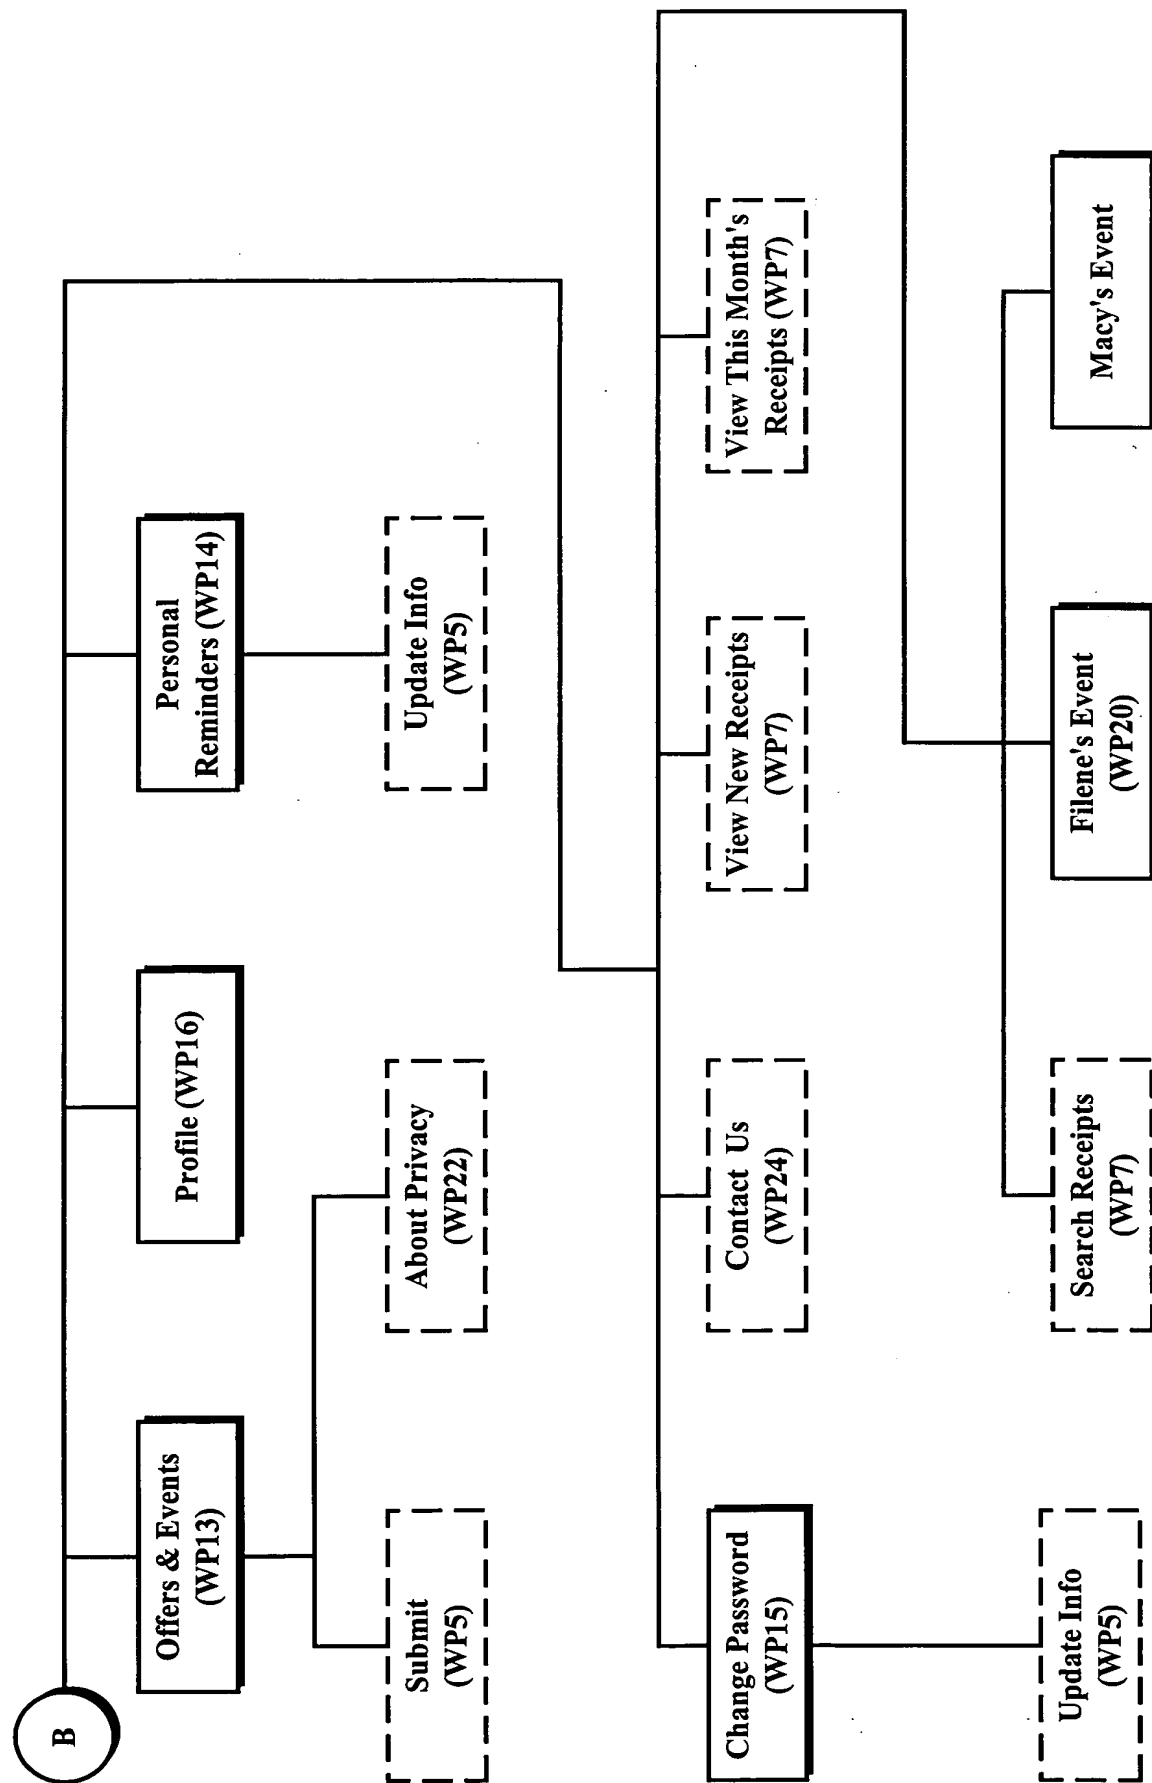 B
Offers & Events
(WP13)
Profile (WP16)
Personal
Reminders (WP14)
Submit
(WP5)
About Privacy
(WP22)
Update Info
(WP5)
Change Password
(WP15)
Contact Us
(WP24)
View New Receipts
(WP7)
View This Month's
Receipts (WP7)
Update Info
(WP5)
Search Receipts
(WP7)
Filene's Event
(WP20)
Macy's Event